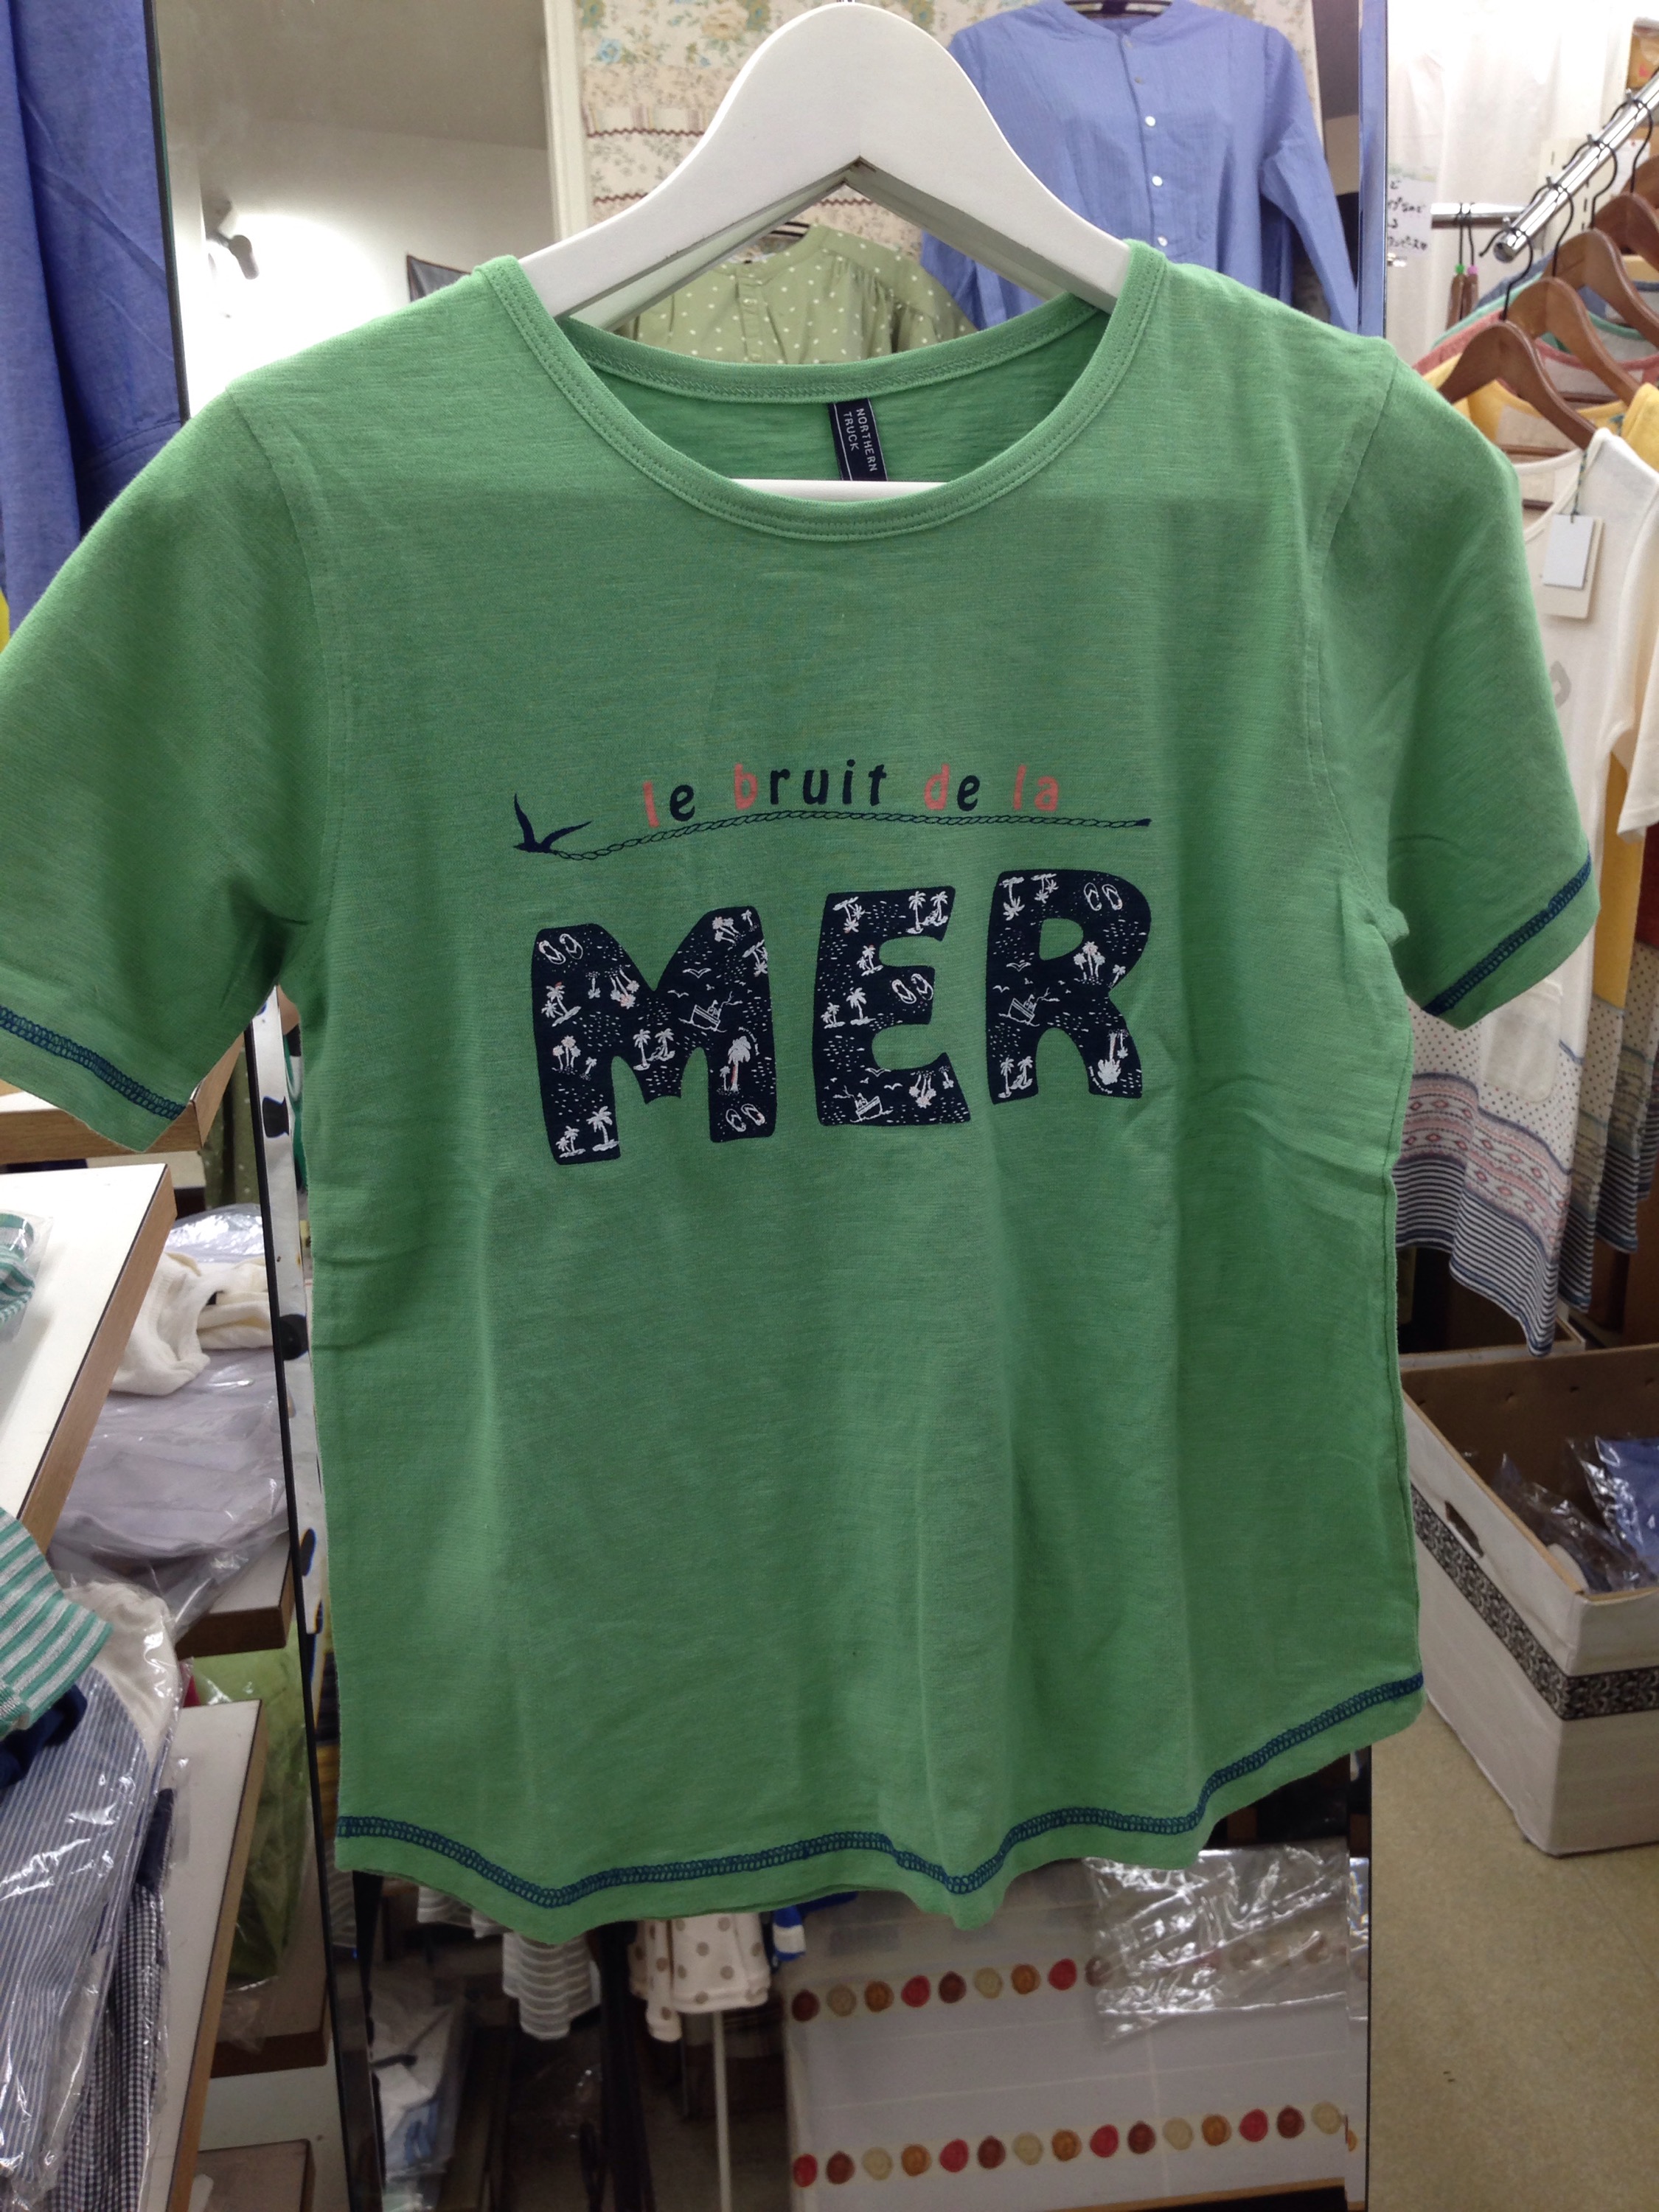 NORTHERN
TRUCK
le bruit de la
MER